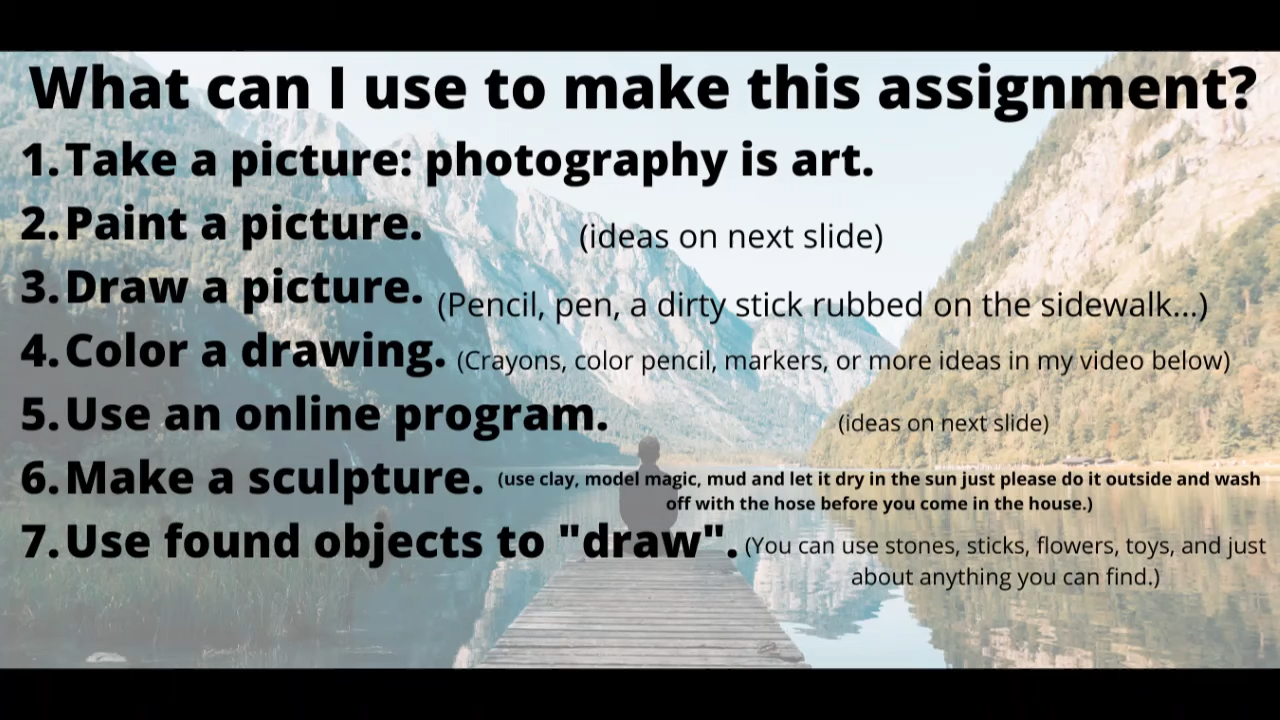 What can I use to make this assignment?
1. Take a picture: photography is art.
2. Paint a picture. (ideas on next slide)
3. Draw a picture. (Pencil, pen, a dirty stick rubbed on the sidewalk...)
4. Color a drawing. (Crayons, color pencil, markers, or more ideas in my video below)
5. Use an online program. (ideas on next slide)
6. Make a sculpture. (use clay, model magic, mud and let it dry in the sun just please do it outside and wash
off with the hose before you come in the house.)
7. Use found objects to "draw". (You can use stones, sticks, flowers, toys, and just
about anything you can find.)